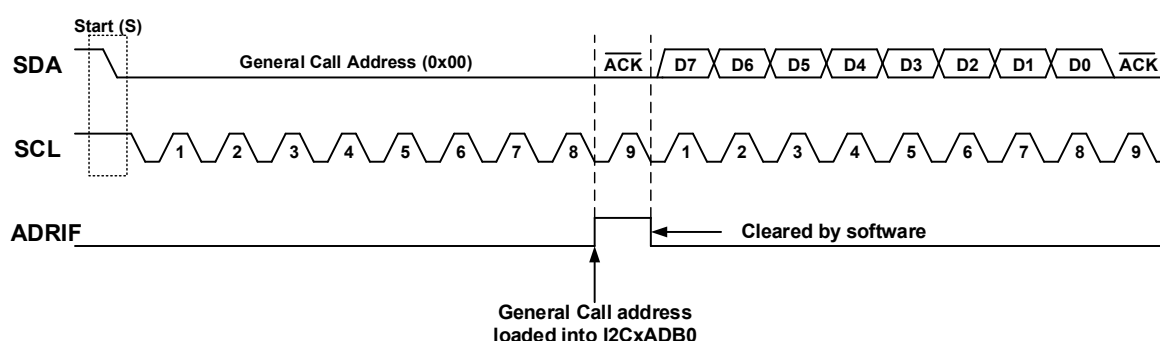 Start (S)
SDA General Call Address (0x00) ACK D7 D6 D5 D4 D3 D2 D1 D0 ACK
SCL 1 2 3 4 5 6 7 8 9 1 2 3 4 5 6 7 8 9
ADRIF Cleared by software
General Call address
loaded into I2CxADB0